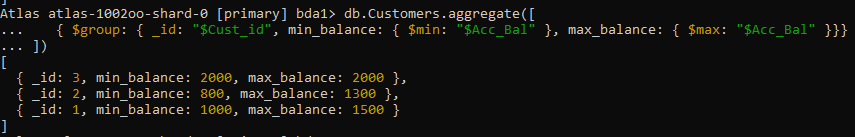 Atlas atlas-1002oo-shard-0 [primary] bda1> db.Customers.aggregate([
...     { $group: { _id: "$Cust_id", min_balance: { $min: "$Acc_Bal" }, max_balance: { $max: "$Acc_Bal" }}}
... ])
[
  { _id: 3, min_balance: 2000, max_balance: 2000 },
  { _id: 2, min_balance: 800, max_balance: 1300 },
  { _id: 1, min_balance: 1000, max_balance: 1500 }
]